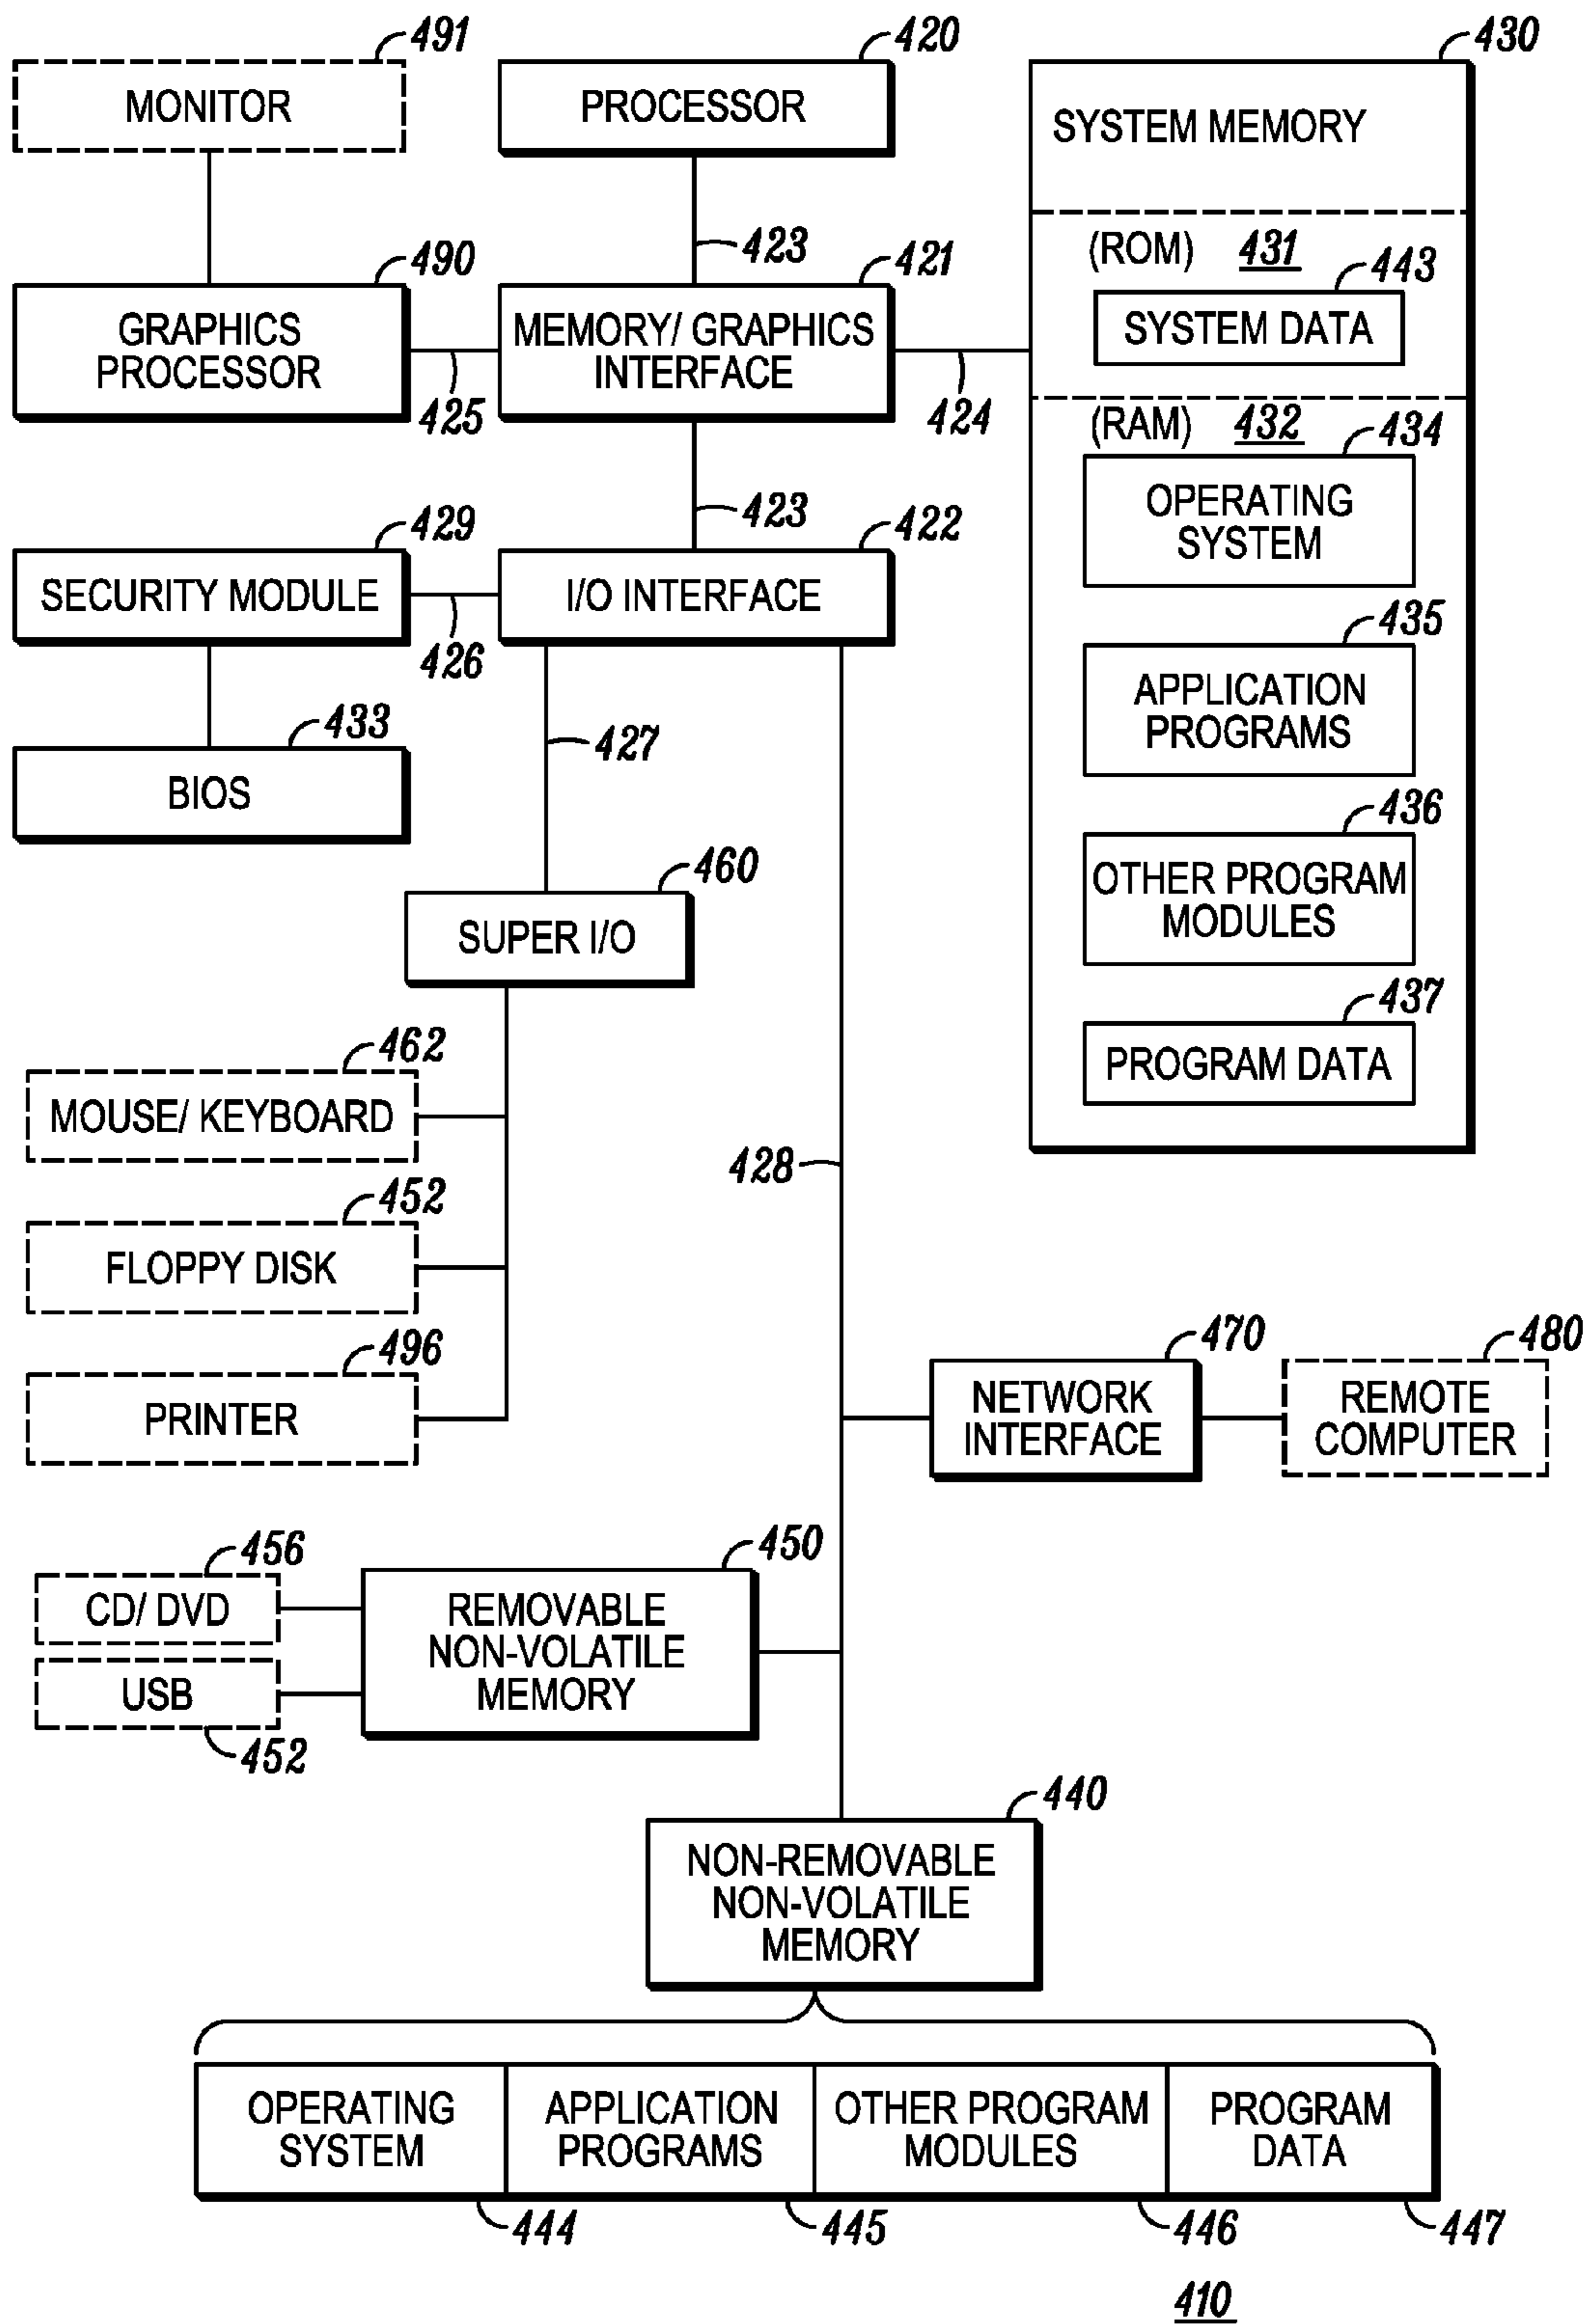 491
MONITOR
420
PROCESSOR
430
SYSTEM MEMORY
423
(ROM) 431
443
SYSTEM DATA
490
GRAPHICS
PROCESSOR
425
421
MEMORY/ GRAPHICS
INTERFACE
424
(RAM) 432
434
OPERATING
SYSTEM
423
429
SECURITY MODULE
426
422
I/O INTERFACE
435
APPLICATION
PROGRAMS
433
BIOS
427
436
OTHER PROGRAM
MODULES
460
SUPER I/O
437
PROGRAM DATA
462
MOUSE/ KEYBOARD
428
452
FLOPPY DISK
496
PRINTER
470
NETWORK
INTERFACE
480
REMOTE
COMPUTER
456
CD/ DVD
USB
452
450
REMOVABLE
NON-VOLATILE
MEMORY
440
NON-REMOVABLE
NON-VOLATILE
MEMORY
OPERATING
SYSTEM
444
APPLICATION
PROGRAMS
445
OTHER PROGRAM
MODULES
446
PROGRAM
DATA
447
410